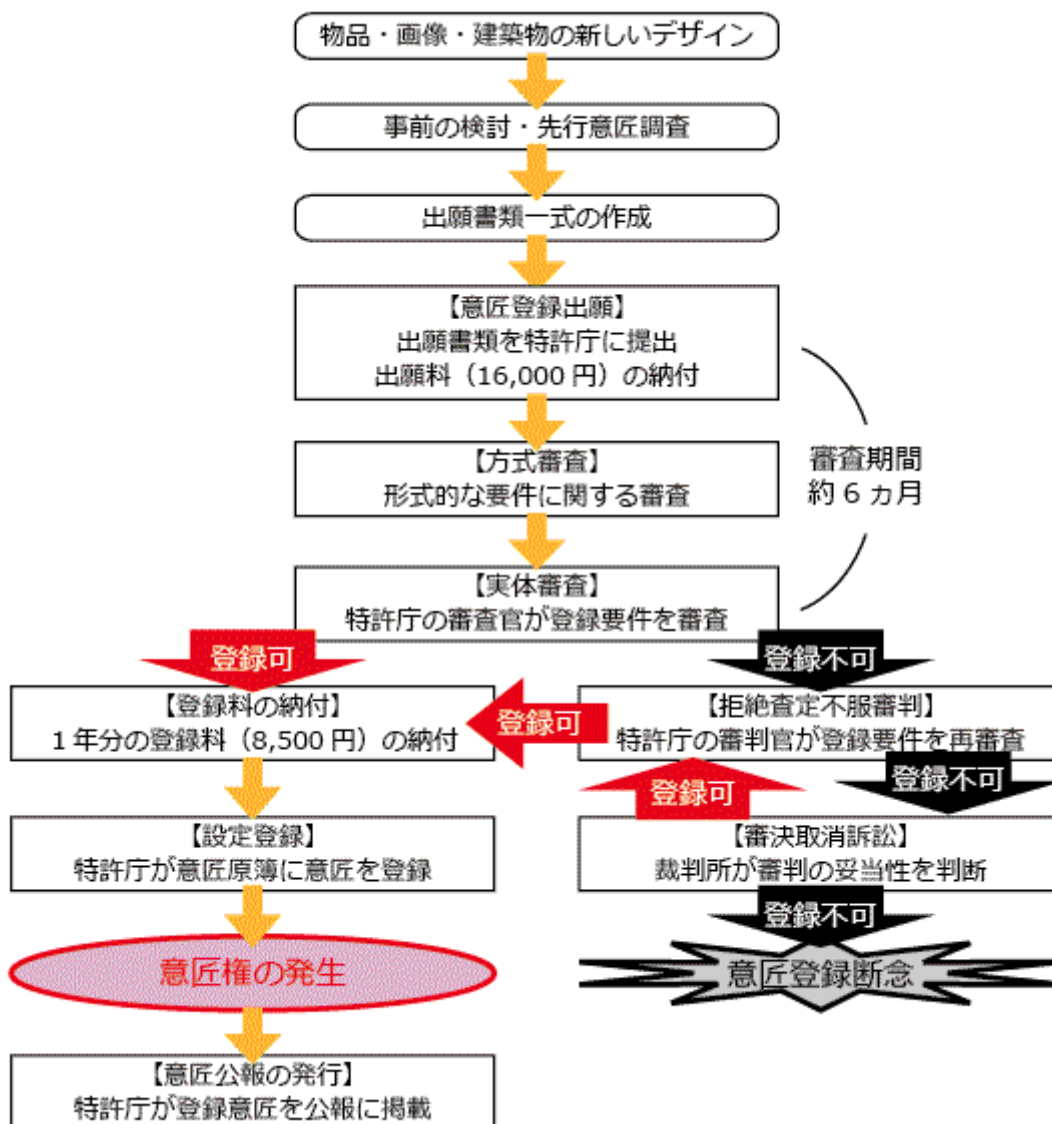 物品・画像・建築物の新しいデザイン
事前の検討・先行意匠調査
出願書類一式の作成
【意匠登録出願】
出願書類を特許庁に提出
出願料（16,000 円）の納付
【方式審査】
形式的な要件に関する審査
審査期間
約 6 ヵ月
【実体審査】
特許庁の審査官が登録要件を審査
登録可
登録不可
【登録料の納付】
1 年分の登録料（8,500 円）の納付
登録可
【拒絶査定不服審判】
特許庁の審判官が登録要件を再審査
登録可
登録不可
【設定登録】
特許庁が意匠原簿に意匠を登録
【審決取消訴訟】
裁判所が審判の妥当性を判断
登録不可
意匠権の発生
意匠登録断念
【意匠公報の発行】
特許庁が登録意匠を公報に掲載